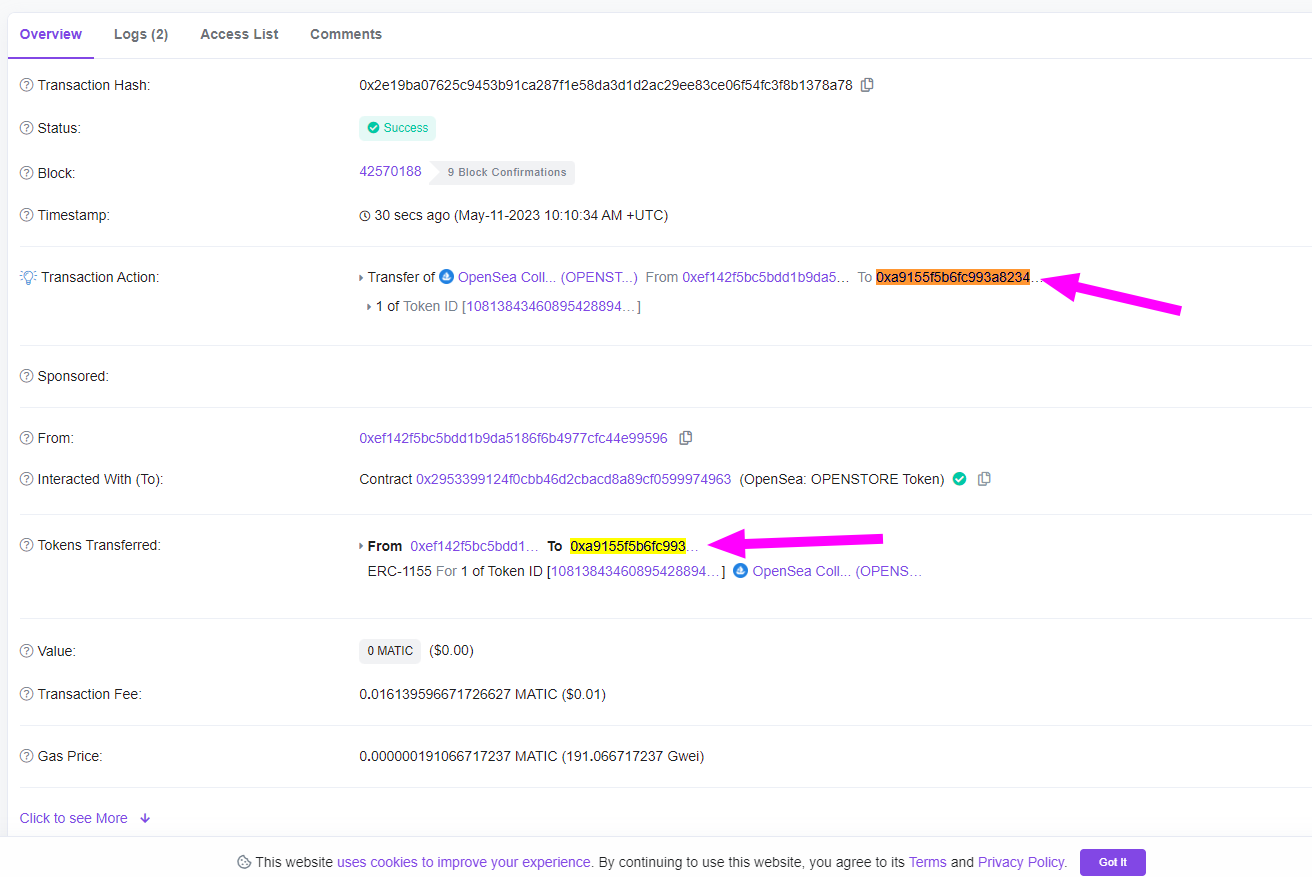 Overview Logs (2) Access List Comments
Transaction Hash: 0x2e19ba07625c9453b91ca287f1e58da3d1d2ac29ee83ce06f54fc3f8b1378a78
Status: Success
Block: 42570188 9 Block Confirmations
Timestamp: 30 secs ago (May-11-2023 10:10:34 AM +UTC)
Transaction Action: Transfer of OpenSea Coll... (OPENST...) From 0xef142f5bc5bdd1b9da5... To 0xa9155f5b6fc993a8234...
1 of Token ID [10813843460895428894...]
Sponsored:
From: 0xef142f5bc5bdd1b9da5186f6b4977cfc44e99596
Interacted With (To): Contract 0x2953399124f0cbb46d2cbacd8a89cf0599974963 (OpenSea: OPENSTORE Token)
Tokens Transferred: From 0xef142f5bc5bdd1... To 0xa9155f5b6fc993...
ERC-1155 For 1 of Token ID [10813843460895428894...] OpenSea Coll... (OPENS...
Value: 0 MATIC ($0.00)
Transaction Fee: 0.016139596671726627 MATIC ($0.01)
Gas Price: 0.000000191066717237 MATIC (191.066717237 Gwei)
Click to see More
This website uses cookies to improve your experience. By continuing to use this website, you agree to its Terms and Privacy Policy. Got It